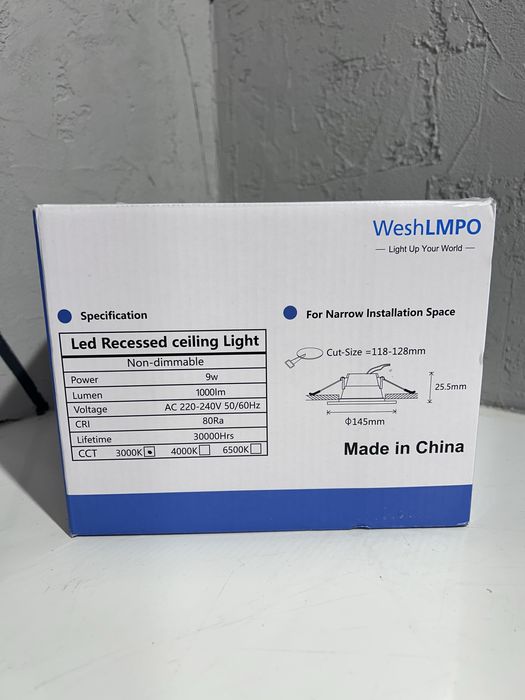 WeshLMPO
— Light Up Your World —
Specification
Led Recessed ceiling Light
Non-dimmable
Power 9w
Lumen 1000lm
Voltage AC 220-240V 50/60Hz
CRI 80Ra
Lifetime 30000Hrs
CCT 3000K 4000K 6500K
For Narrow Installation Space
Cut-Size =118-128mm
25.5mm
Φ145mm
Made in China